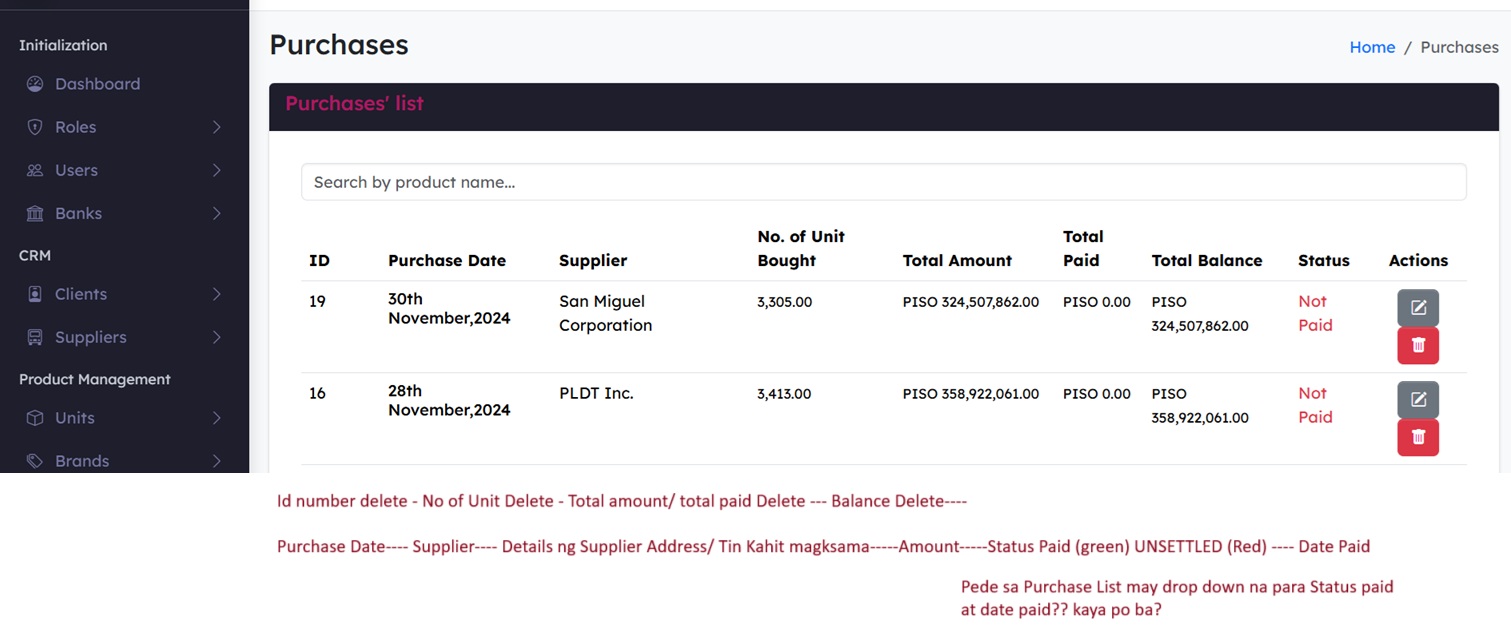 Initialization
Dashboard
Roles
Users
Banks
CRM
Clients
Suppliers
Product Management
Units
Brands
Purchases
Home / Purchases
Purchases' list
Search by product name...
ID Purchase Date Supplier No. of Unit Bought Total Amount Total Paid Total Balance Status Actions
19 30th November,2024 San Miguel Corporation 3,305.00 PISO 324,507,862.00 PISO 0.00 PISO 324,507,862.00 Not Paid
16 28th November,2024 PLDT Inc. 3,413.00 PISO 358,922,061.00 PISO 0.00 PISO 358,922,061.00 Not Paid
Id number delete - No of Unit Delete - Total amount/ total paid Delete --- Balance Delete----
Purchase Date---- Supplier---- Details ng Supplier Address/ Tin Kahit magksama-----Amount-----Status Paid (green) UNSETTLED (Red) ---- Date Paid
Pede sa Purchase List may drop down na para Status paid
at date paid?? kaya po ba?